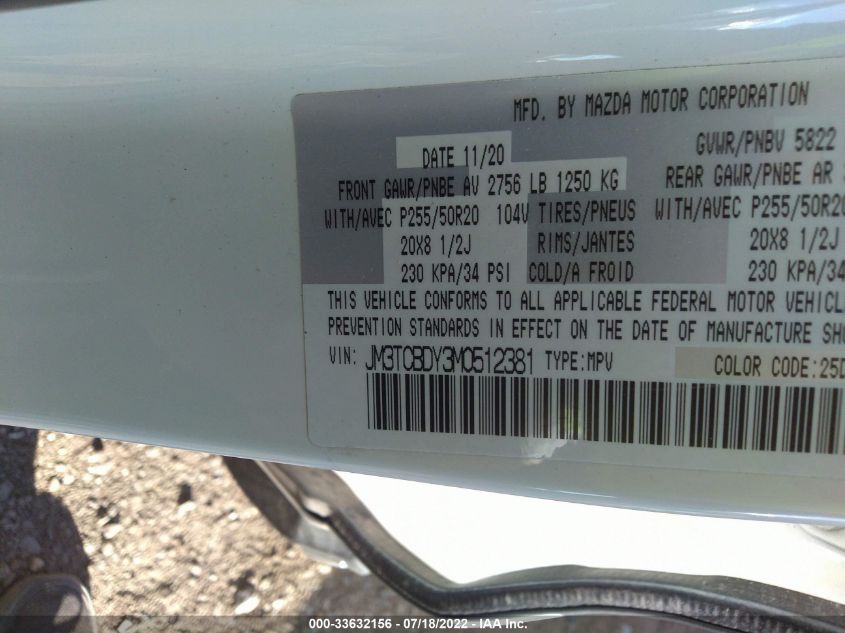 MFD. BY MAZDA MOTOR CORPORATION
DATE 11/20
GVWR/PNBV 5822
FRONT GAWR/PNBE AV 2756 LB 1250 KG
REAR GAWR/PNBE AR
WITH/AVEC P255/50R20 104V TIRES/PNEUS WITH/AVEC P255/50R20
20X8 1/2J RIMS/JANTES 20X8 1/2J
230 KPA/34 PSI COLD/A FROID 230 KPA/34
THIS VEHICLE CONFORMS TO ALL APPLICABLE FEDERAL MOTOR VEHICL
PREVENTION STANDARDS IN EFFECT ON THE DATE OF MANUFACTURE SHO
VIN: JM3TCBDY3M0512381 TYPE:MPV COLOR CODE:25D
000-33632156 - 07/18/2022 - IAA Inc.